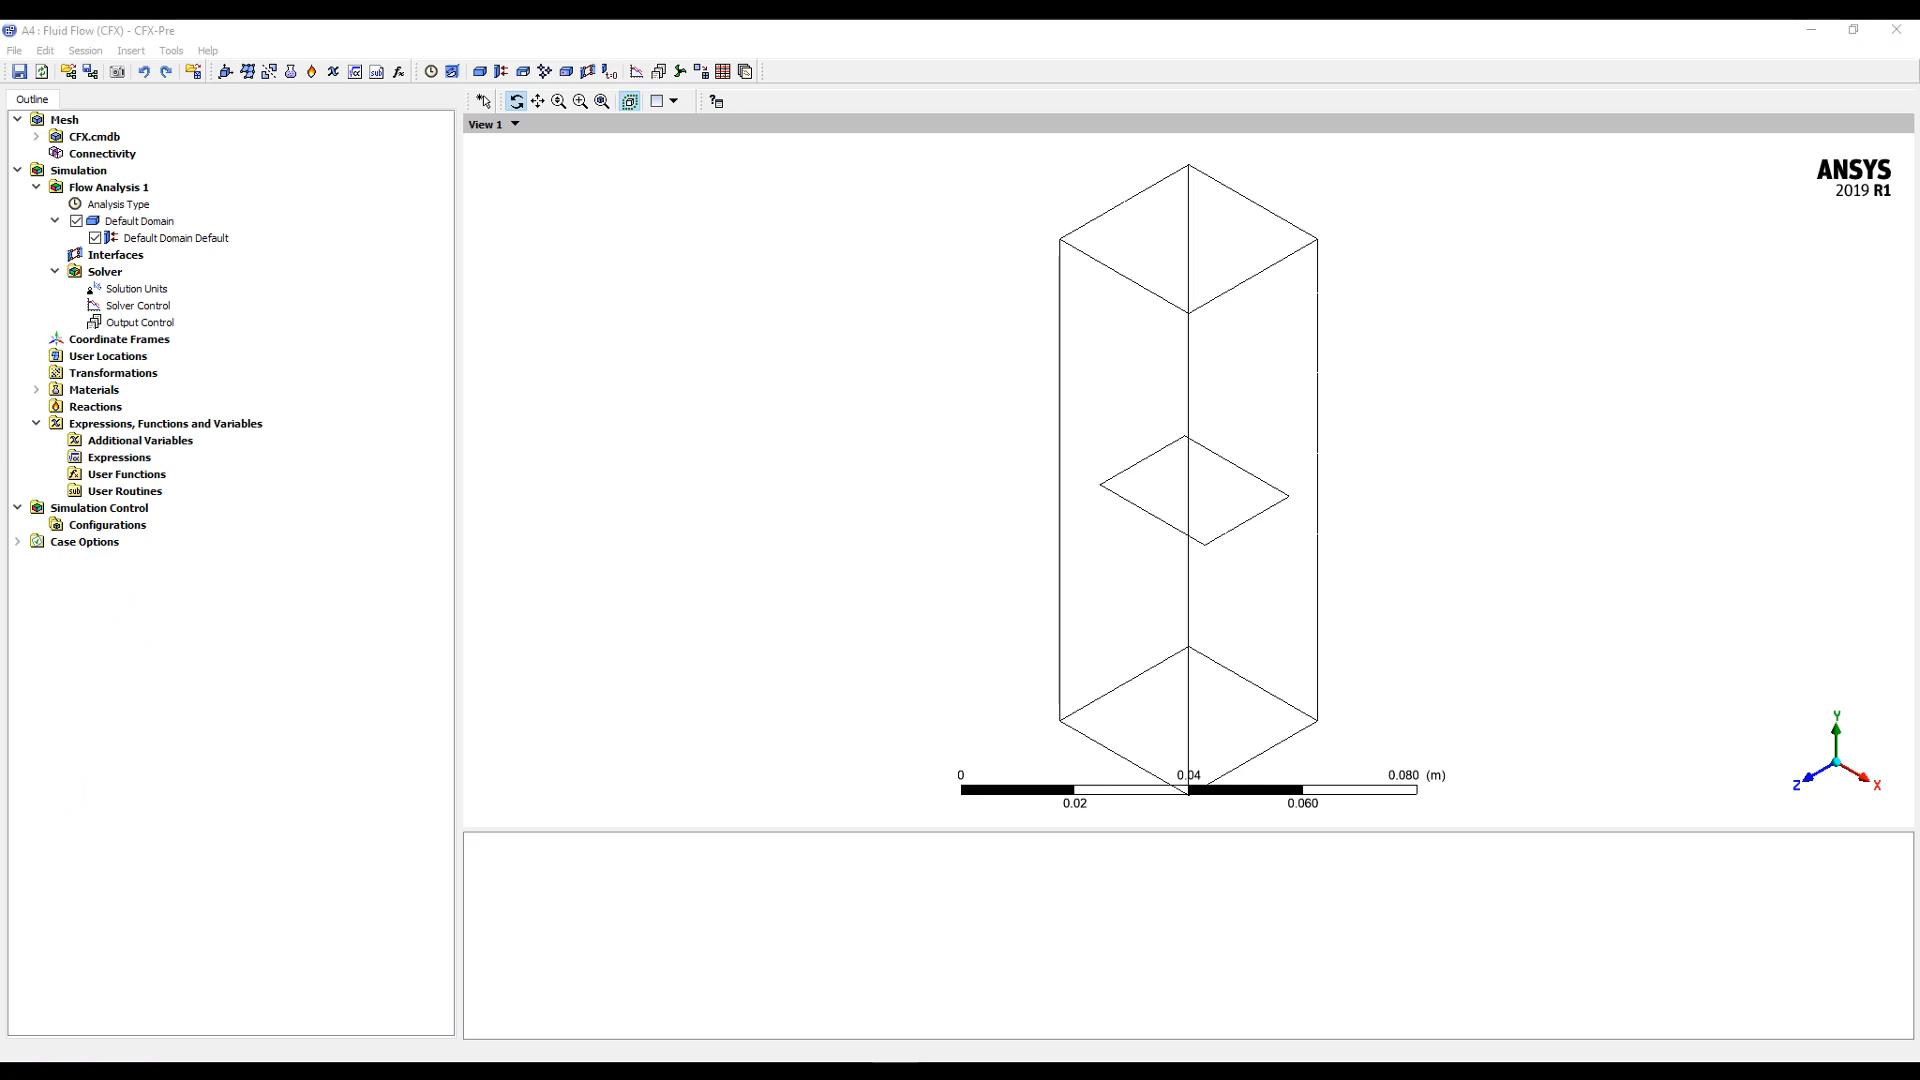 A4 : Fluid Flow (CFX) - CFX-Pre
File Edit Session Insert Tools Help
Outline
View 1
Mesh
CFX.cmdb
Connectivity
Simulation
Flow Analysis 1
Analysis Type
Default Domain
Default Domain Default
Interfaces
Solver
Solution Units
Solver Control
Output Control
Coordinate Frames
User Locations
Transformations
Materials
Reactions
Expressions, Functions and Variables
Additional Variables
Expressions
User Functions
User Routines
Simulation Control
Configurations
Case Options
ANSYS
2019 R1
0 0.04 0.080 (m)
0.02 0.060
Y
Z X